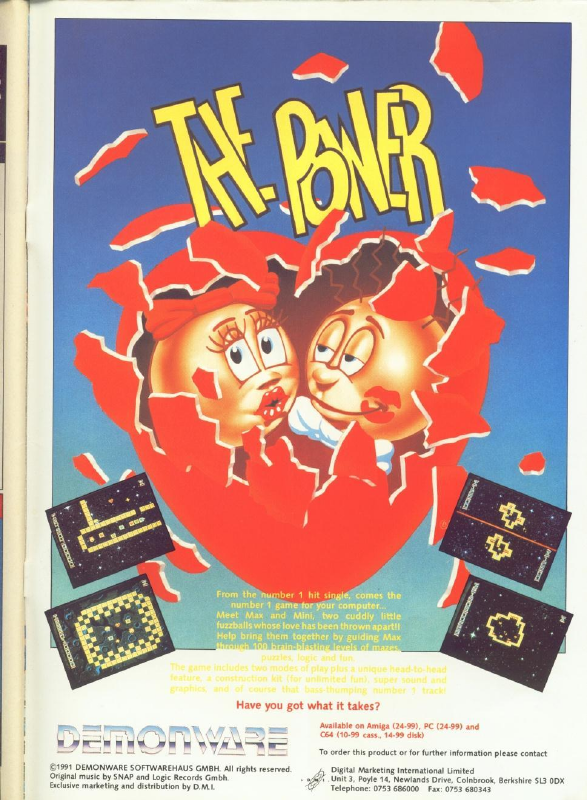 THE POWER
From the number 1 hit single, comes the
number 1 game for your computer...
Meet Max and Mini, two cuddly little
fuzzballs whose love has been thrown apart!!
Help bring them together by guiding Max
through 100 brain-blasting levels of mazes,
puzzles, logic and fun.
The game includes two modes of play plus a unique head-to-head
feature, a construction kit (for unlimited fun), super sound and
graphics, and of course that base-thumping number 1 track!
Have you got what it takes?
DEMONWARE
Available on Amiga (24-99), PC (24-99) and
C64 (10-99 cass., 14-99 disk)
To order this product or for further information please contact
©1991 DEMONWARE SOFTWAREHAUS GMBH. All rights reserved.
Original music by SNAP and Logic Records Gmbh.
Exclusive marketing and distribution by D.M.I.
Digital Marketing International Limited
Unit 3, Poyle 14, Newlands Drive, Colnbrook, Berkshire SL3 0DX
Telephone: 0753 686000 Fax: 0753 680343